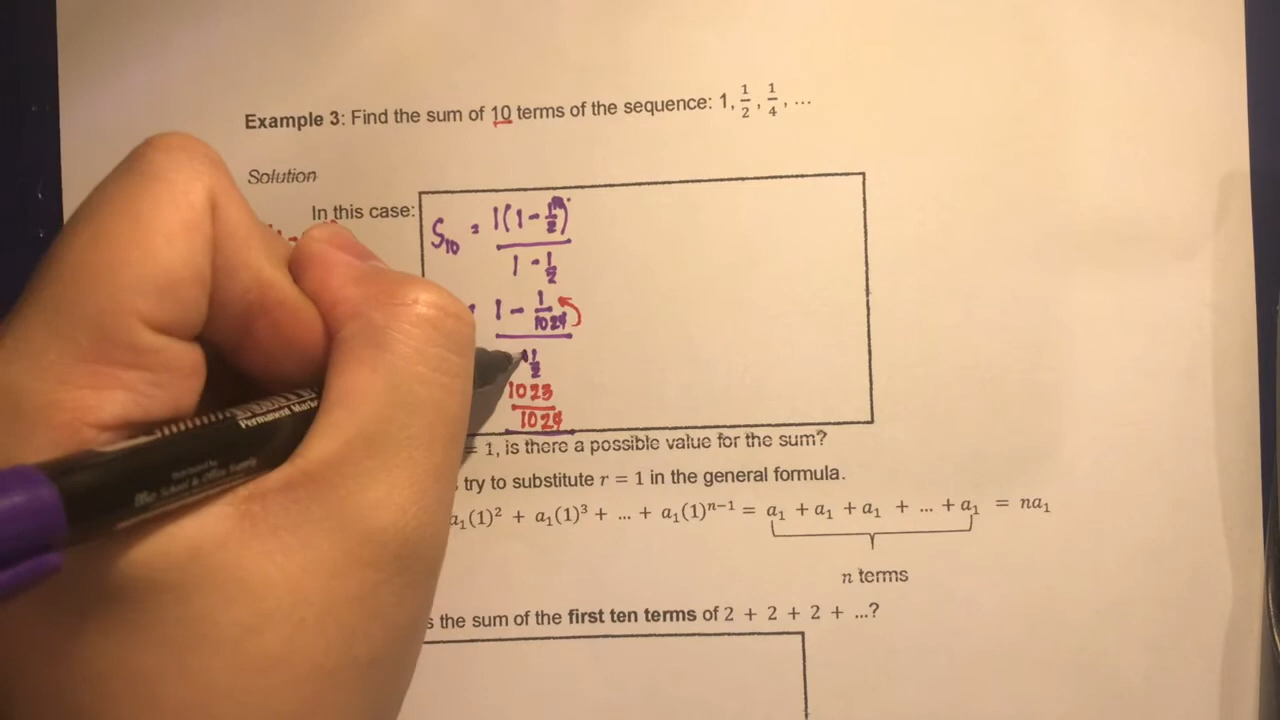 Example 3: Find the sum of 10 terms of the sequence: 1, 1/2, 1/4, ...
Solution
In this case:
S₁₀ = 1(1 - 1/2¹⁰)
1 - 1/2
= 1 - 1/1024
1/2
1023
1024
= 1, is there a possible value for the sum?
try to substitute r = 1 in the general formula.
a₁(1)² + a₁(1)³ + ... + a₁(1)ⁿ⁻¹ = a₁ + a₁ + a₁ + ... + a₁ = na₁
n terms
s the sum of the first ten terms of 2 + 2 + 2 + ...?
Permanent Mark